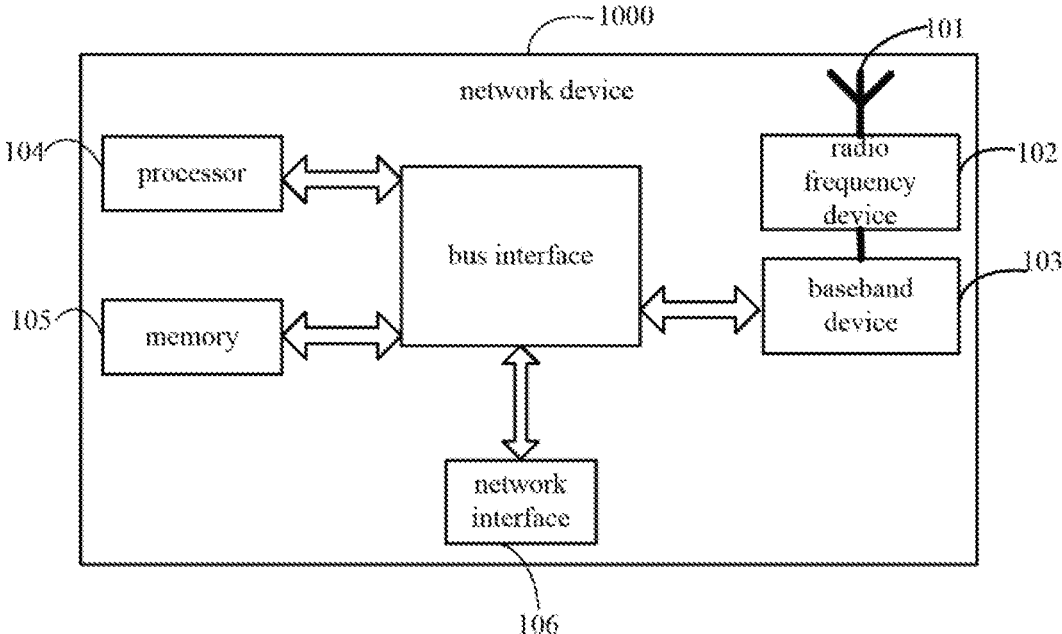 1000
101
network device
104
processor
radio
frequency
device
102
bus interface
103
baseband
device
105
memory
network
interface
106